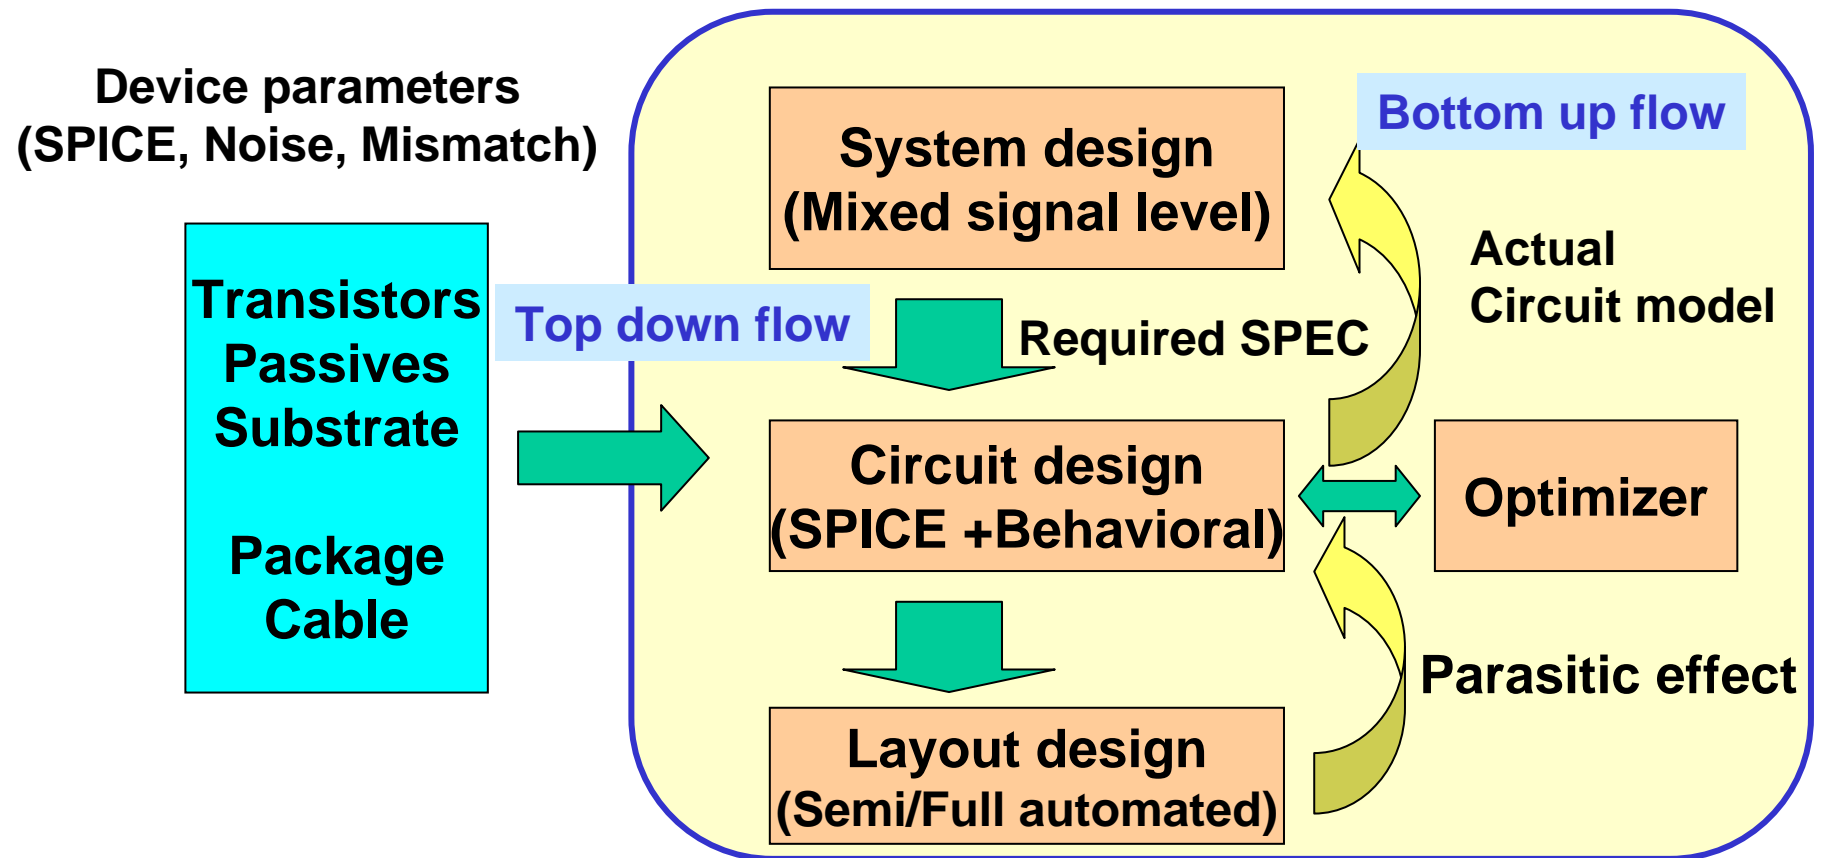 Device parameters
(SPICE, Noise, Mismatch)
Transistors
Passives
Substrate
Package
Cable
Top down flow
System design
(Mixed signal level)
Bottom up flow
Required SPEC
Actual
Circuit model
Circuit design
(SPICE +Behavioral)
Optimizer
Parasitic effect
Layout design
(Semi/Full automated)